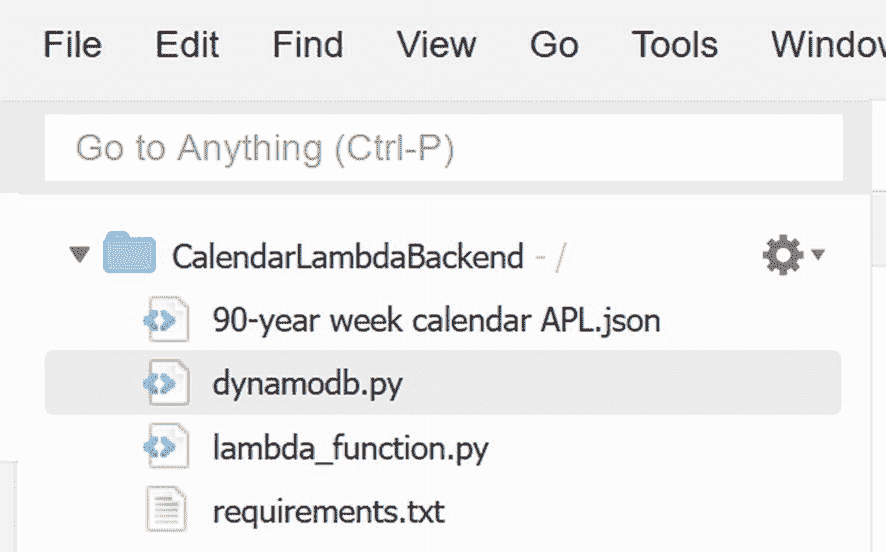 File Edit Find View Go Tools Window
Go to Anything (Ctrl-P)
CalendarLambdaBackend - /
90-year week calendar APL.json
dynamodb.py
lambda_function.py
requirements.txt